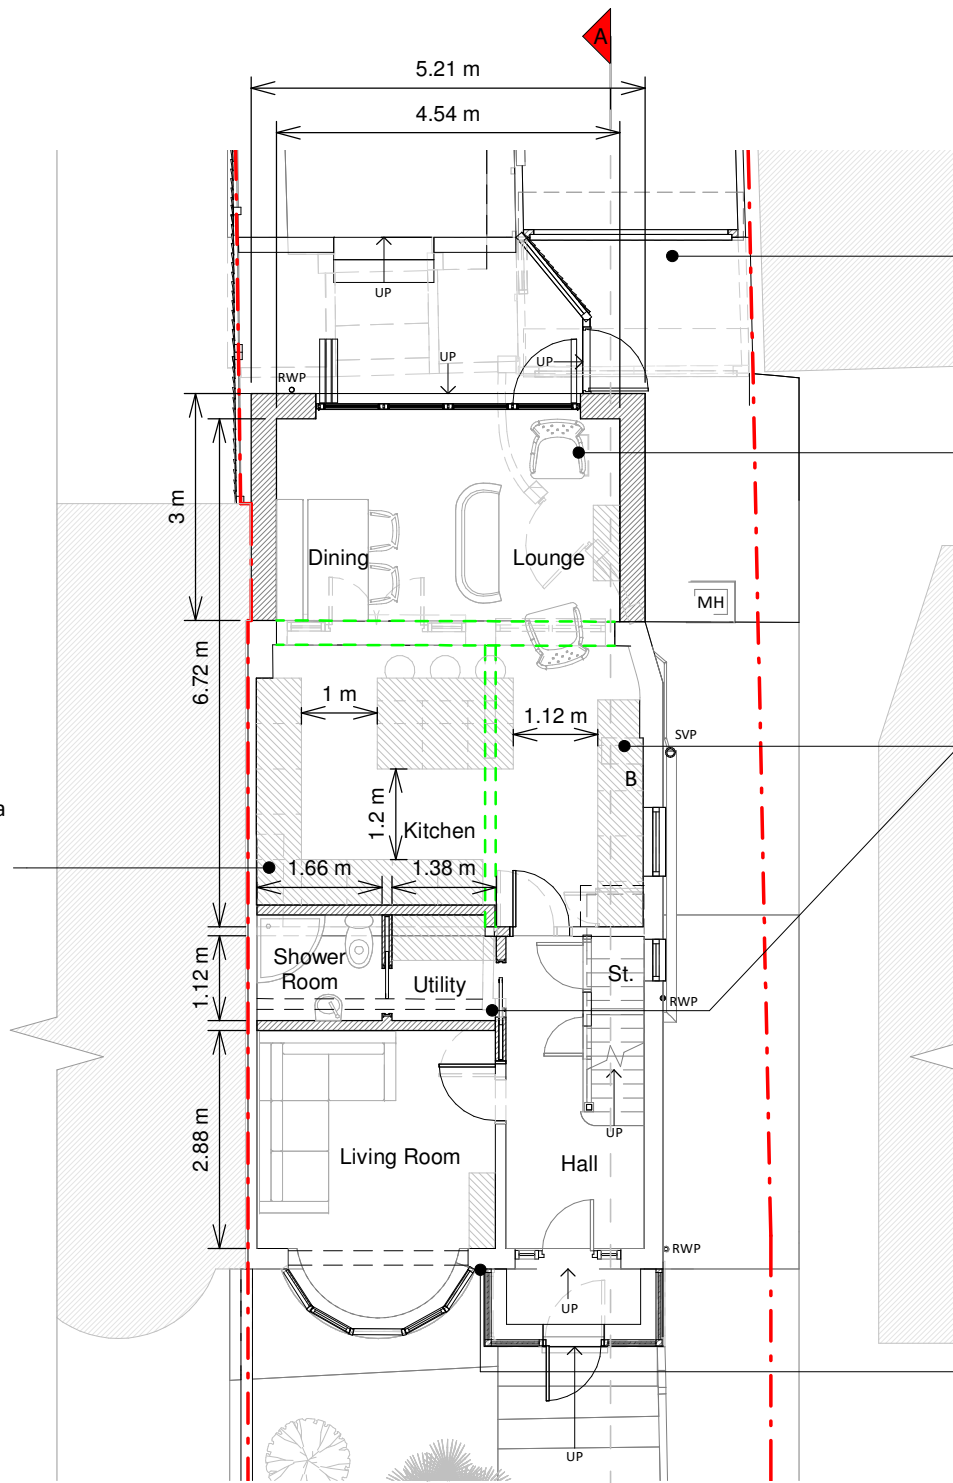 A
5.21 m
4.54 m
UP
UP
UP
RWP
3 m
Dining
Lounge
MH
6.72 m
1 m
1.12 m
SVP
B
a
1.2 m
Kitchen
1.66 m
1.38 m
Shower
Room
Utility
St.
1.12 m
RWP
2.88 m
UP
Living Room
Hall
RWP
UP
UP